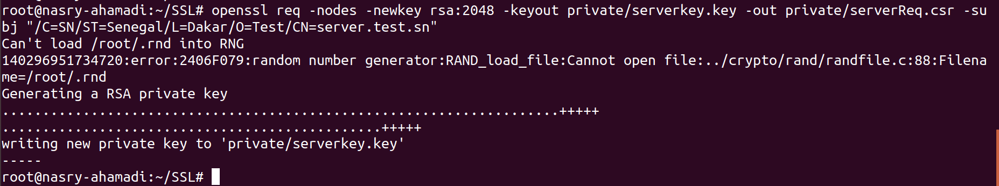 root@nasry-ahamadi:~/SSL# openssl req -nodes -newkey rsa:2048 -keyout private/serverkey.key -out private/serverReq.csr -su
bj "/C=SN/ST=Senegal/L=Dakar/O=Test/CN=server.test.sn"
Can't load /root/.rnd into RNG
140296951734720:error:2406F079:random number generator:RAND_load_file:Cannot open file:../crypto/rand/randfile.c:88:Filena
me=/root/.rnd
Generating a RSA private key
.....................................................................+++++
...............................................+++++
writing new private key to 'private/serverkey.key'
-----
root@nasry-ahamadi:~/SSL#